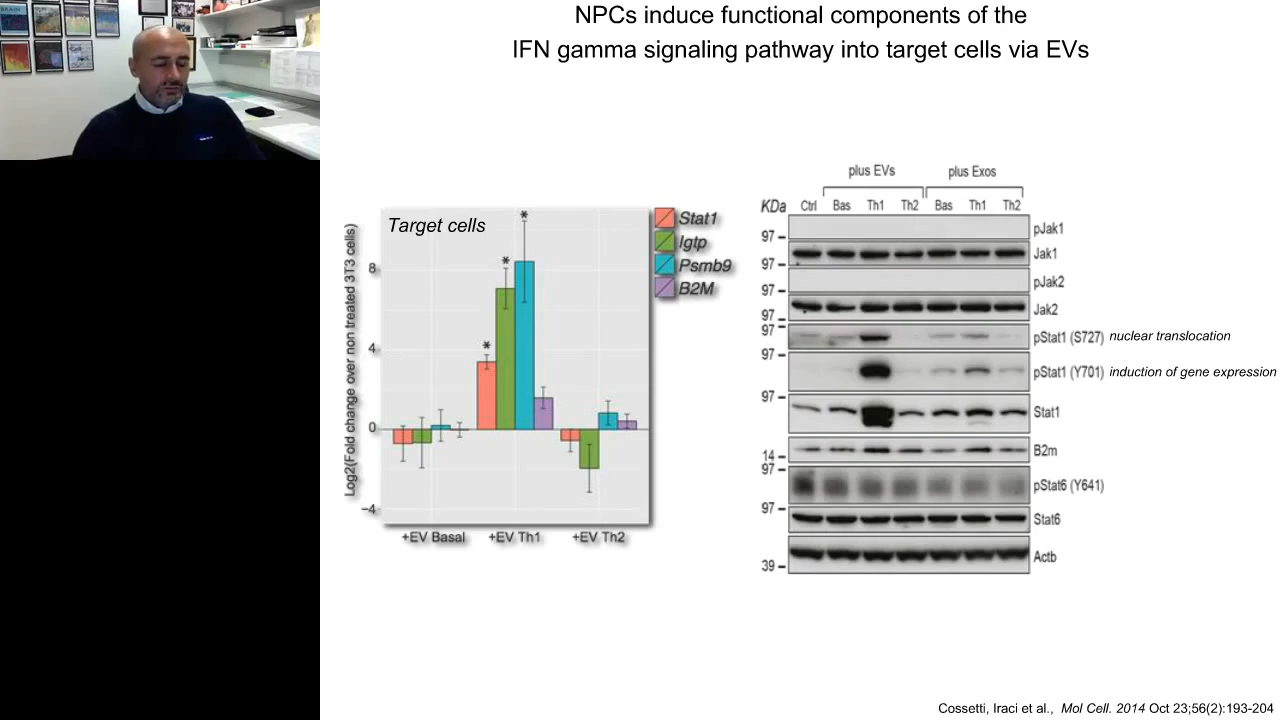 NPCs induce functional components of the
IFN gamma signaling pathway into target cells via EVs
Target cells
Stat1
Igtp
Psmb9
B2M
Log2(Fold change over non treated 3T3 cells)
8
4
0
-4
*
*
*
+EV Basal
+EV Th1
+EV Th2
plus EVs
plus Exos
KDa
Ctrl
Bas
Th1
Th2
Bas
Th1
Th2
97
pJak1
97
Jak1
97
pJak2
97
Jak2
97
pStat1 (S727)
nuclear translocation
97
pStat1 (Y701)
induction of gene expression
97
Stat1
14
B2m
97
pStat6 (Y641)
97
Stat6
39
Actb
Cossetti, Iraci et al., Mol Cell. 2014 Oct 23;56(2):193-204